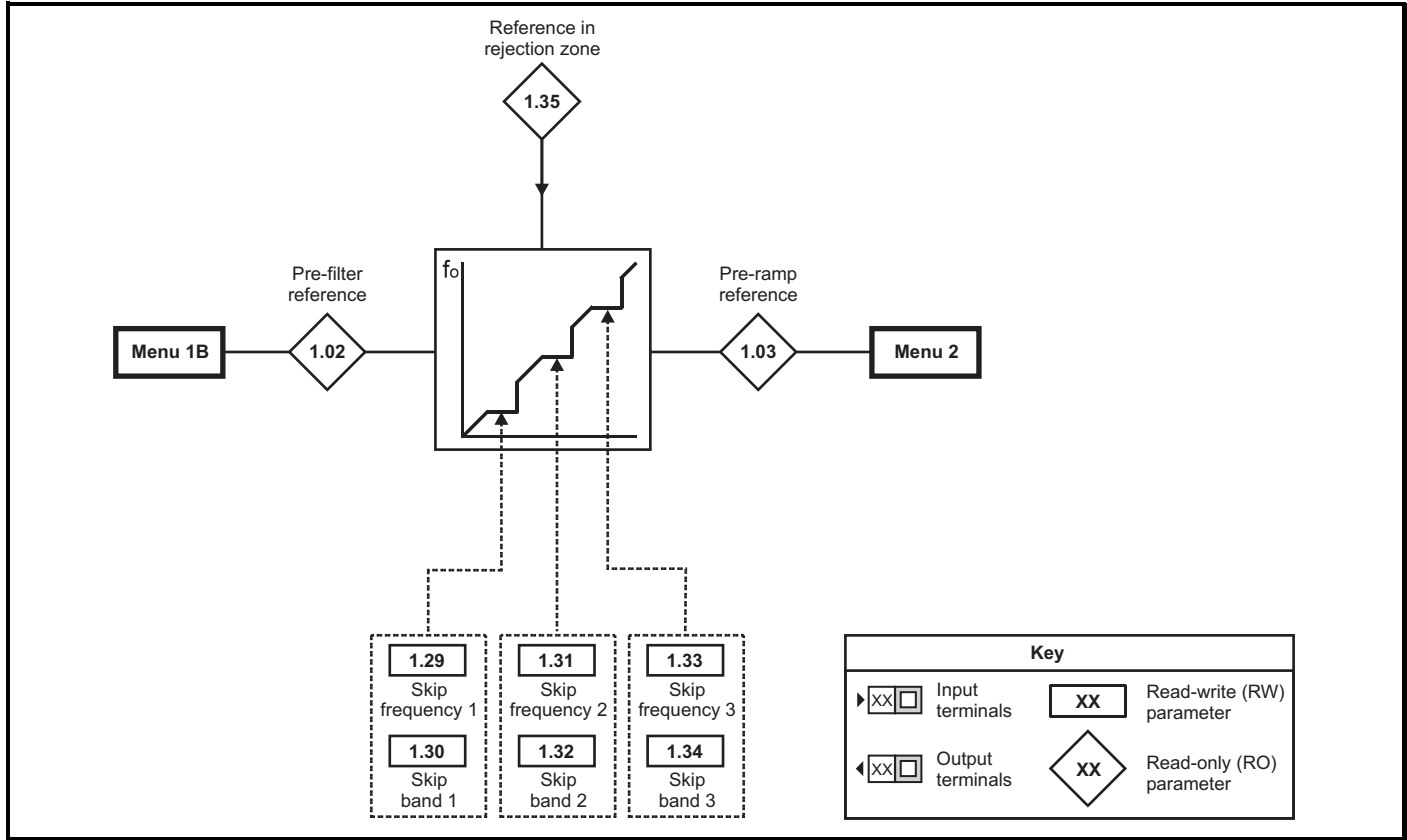 Reference in
rejection zone
1.35
Pre-filter
reference
Pre-ramp
reference
fo
Menu 1B
1.02
1.03
Menu 2
1.29
Skip
frequency 1
1.30
Skip
band 1
1.31
Skip
frequency 2
1.32
Skip
band 2
1.33
Skip
frequency 3
1.34
Skip
band 3
Key
XX
Input
terminals
XX
Read-write (RW)
parameter
XX
Output
terminals
XX
Read-only (RO)
parameter